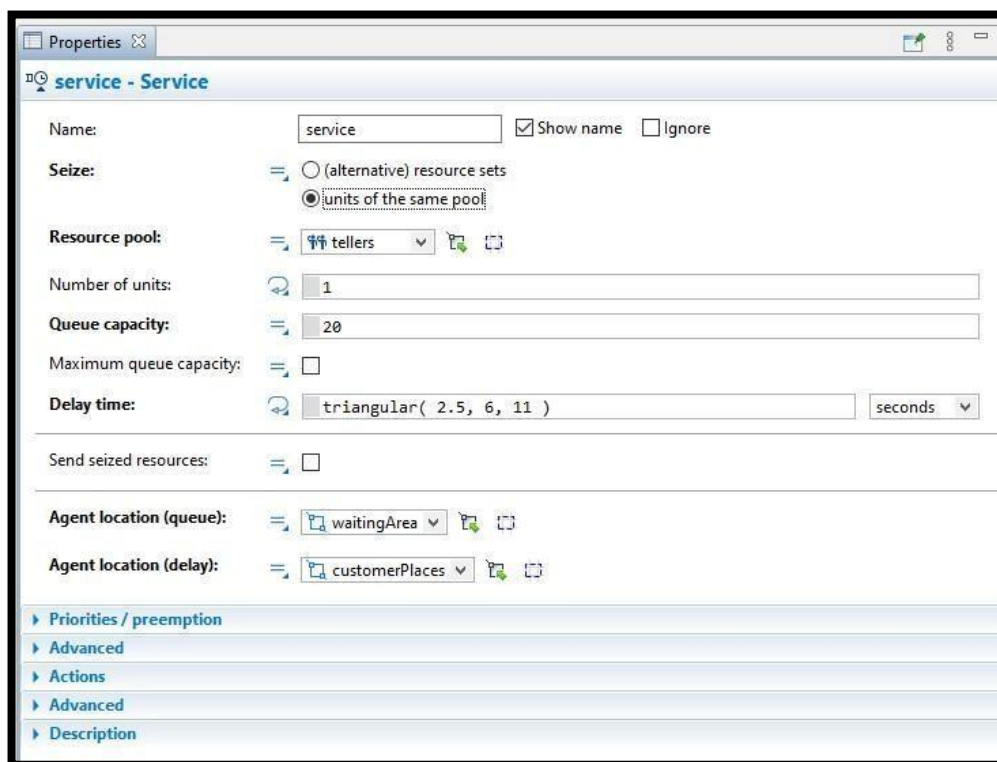 Properties
service - Service
Name: service Show name Ignore
Seize: (alternative) resource sets
units of the same pool
Resource pool: tellers
Number of units: 1
Queue capacity: 20
Maximum queue capacity:
Delay time: triangular( 2.5, 6, 11 ) seconds
Send seized resources:
Agent location (queue): waitingArea
Agent location (delay): customerPlaces
Priorities / preemption
Advanced
Actions
Advanced
Description